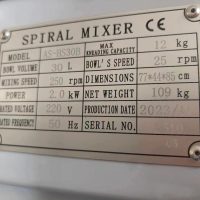 SPIRAL MIXER CE
MODEL AS-HS30B MAX KNEADING CAPACITY 12 kg
BOWL VOLUME 30 L BOWL'S SPEED 25 rpm
MIXING SPEED 250 rpm DIMENSIONS 77*44*85 cm
POWER 2.0 kW NET WEIGHT 109 kg
RATED VOLTAGE 220 V PRODUCTION DATE
RATED FREQUENCY 50 Hz SERIAL NO.